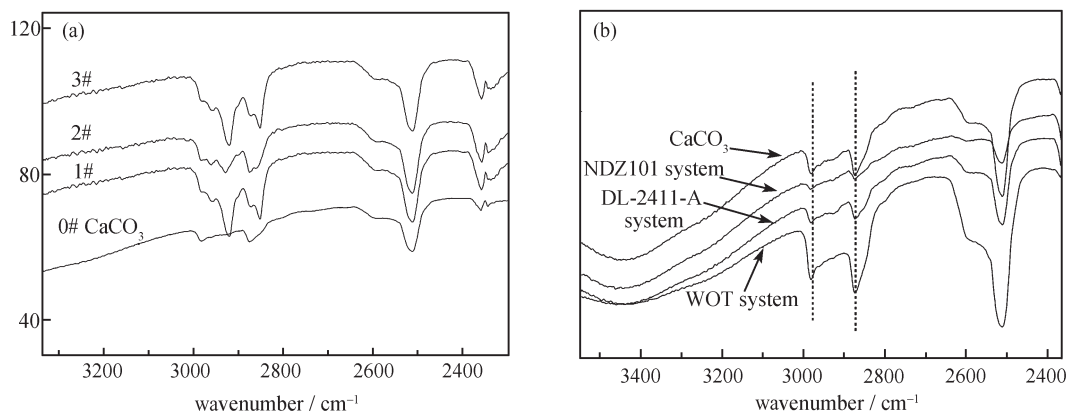 (a)
120
80
40
3#
2#
1#
0# CaCO3
3200 3000 2800 2600 2400
wavenumber / cm–1
(b)
CaCO3
NDZ101 system
DL-2411-A
system
WOT system
3400 3200 3000 2800 2600 2400
wavenumber / cm–1